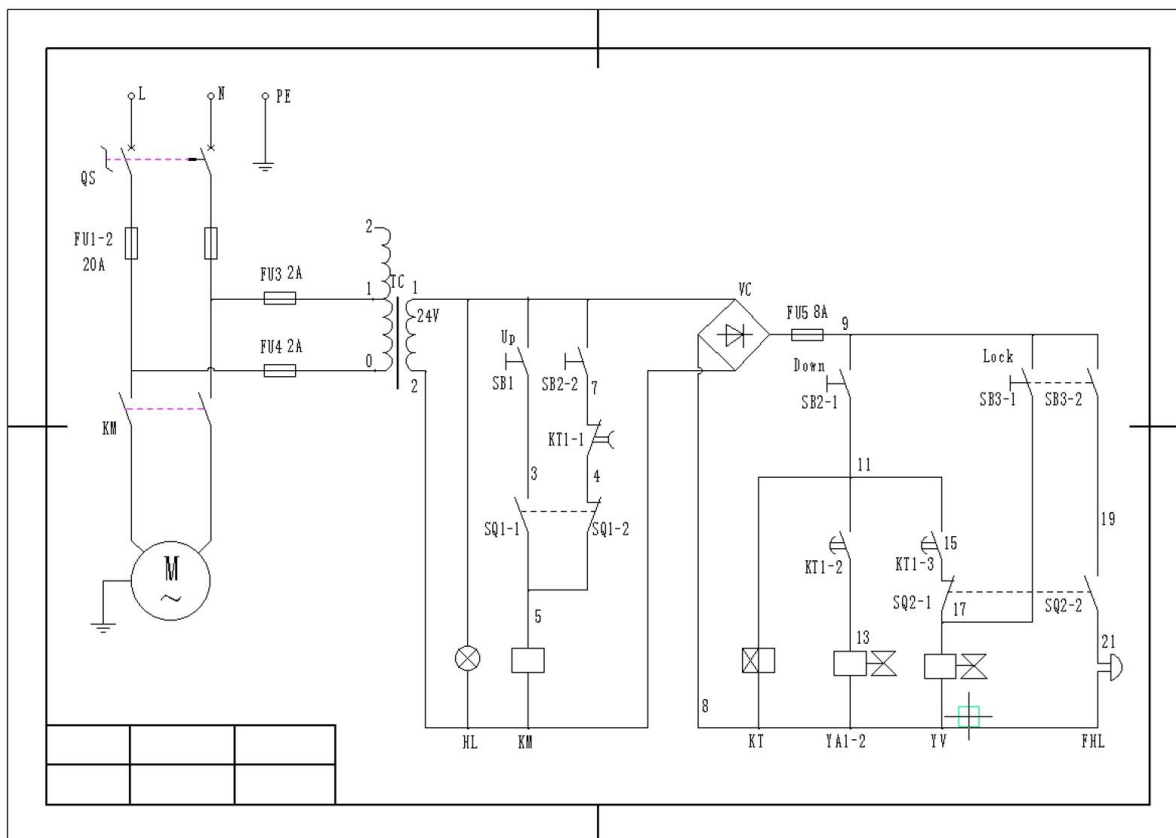 L
N
PE
QS
FU1-2
20A
FU3 2A
FU4 2A
2
1
TC
1
24V
0
2
KM
M
~
Up
SB1
SB2-2
7
KT1-1
3
4
SQ1-1
SQ1-2
5
HL
KM
VC
FU5 8A
9
Down
SB2-1
Lock
SB3-1
SB3-2
11
KT1-2
KT1-3
15
19
SQ2-1
17
SQ2-2
13
21
8
KT
YA1-2
YV
FHL